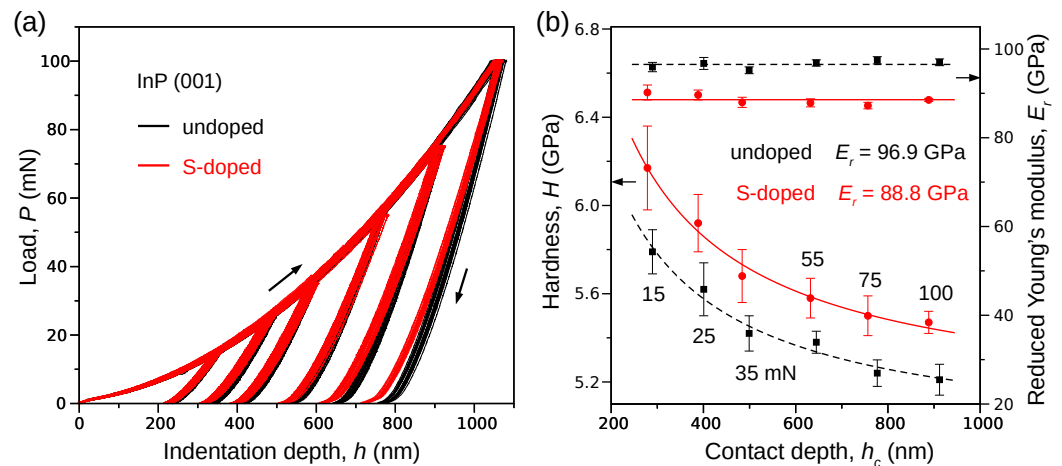 (a)
100
80
60
40
20
0
Load, P (mN)
InP (001)
undoped
S-doped
0
200
400
600
800
1000
Indentation depth, h (nm)
(b)
6.8
6.4
6.0
5.6
5.2
Hardness, H (GPa)
undoped E_r = 96.9 GPa
S-doped E_r = 88.8 GPa
15
25
35 mN
55
75
100
200
400
600
800
1000
Contact depth, h_c (nm)
100
80
60
40
20
Reduced Young's modulus, E_r (GPa)